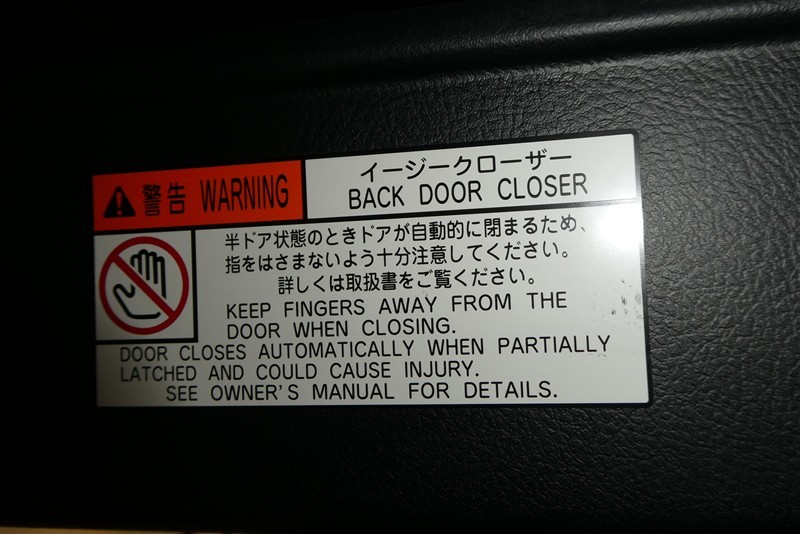 警告 WARNING
イージークローザー
BACK DOOR CLOSER
半ドア状態のときドアが自動的に閉まるため、
指をはさまないよう十分注意してください。
詳しくは取扱書をご覧ください。
KEEP FINGERS AWAY FROM THE
DOOR WHEN CLOSING.
DOOR CLOSES AUTOMATICALLY WHEN PARTIALLY
LATCHED AND COULD CAUSE INJURY.
SEE OWNER'S MANUAL FOR DETAILS.